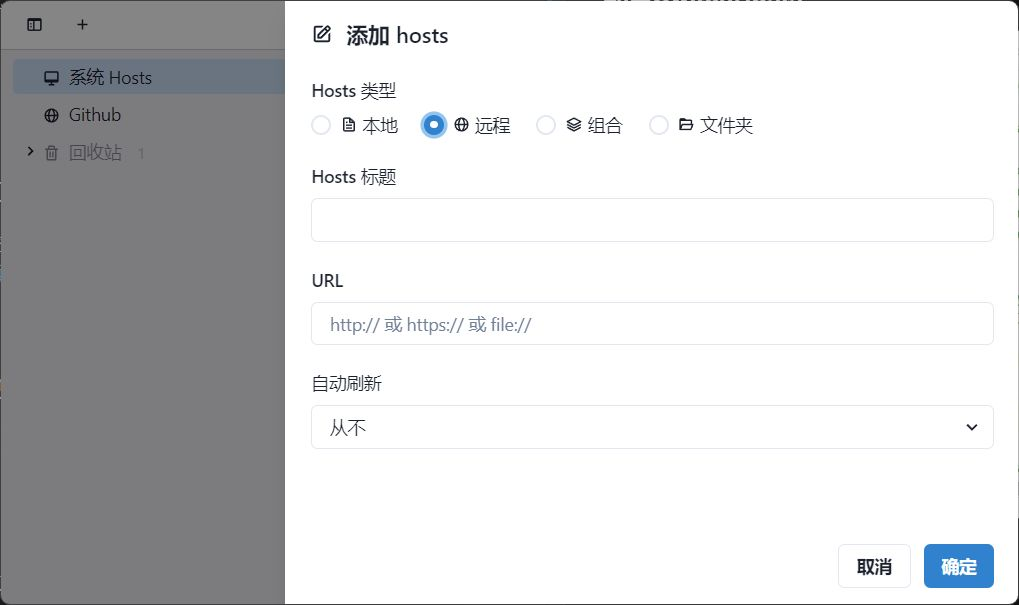 系统 Hosts
Github
回收站 1
添加 hosts
Hosts 类型
本地 远程 组合 文件夹
Hosts 标题
URL
http:// 或 https:// 或 file://
自动刷新
从不
取消 确定